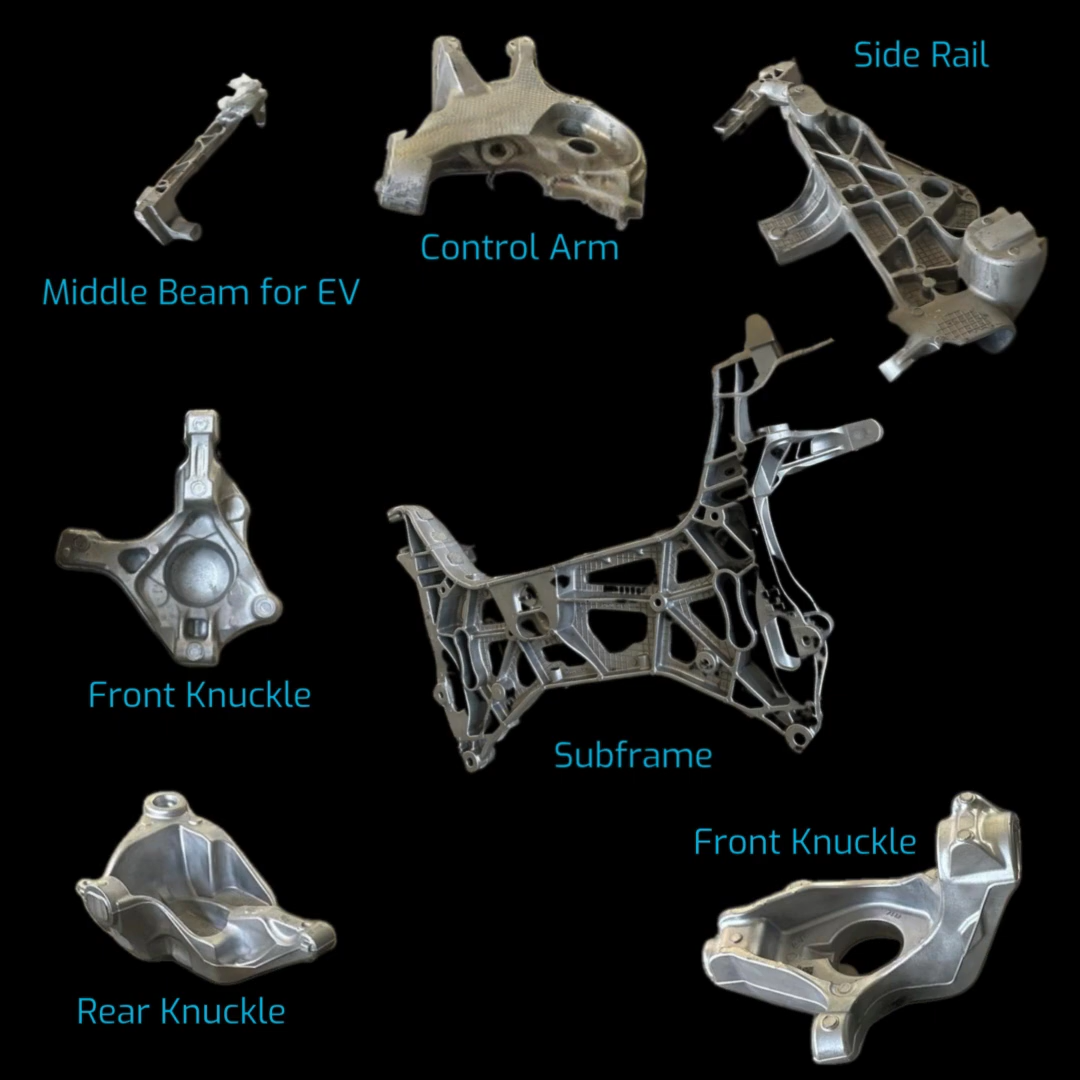 Side Rail
Control Arm
Middle Beam for EV
Front Knuckle
Subframe
Front Knuckle
Rear Knuckle